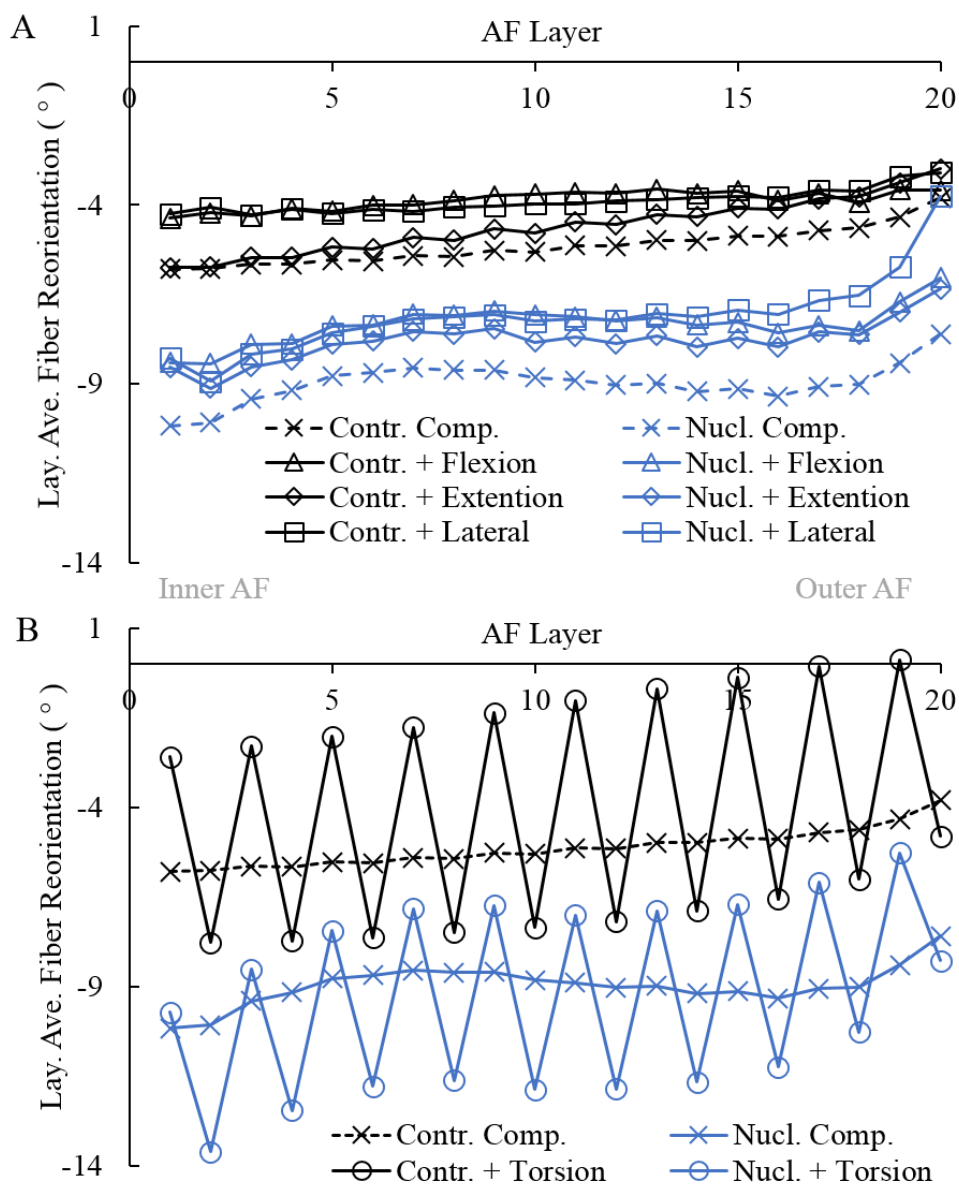 A
1
AF Layer
0 5 10 15 20
-4
-9
-14
Lay. Ave. Fiber Reorientation ( ° )
Contr. Comp. Nucl. Comp.
Contr. + Flexion Nucl. + Flexion
Contr. + Extention Nucl. + Extention
Contr. + Lateral Nucl. + Lateral
Inner AF Outer AF
B
1
AF Layer
0 5 10 15 20
-4
-9
-14
Lay. Ave. Fiber Reorientation ( ° )
Contr. Comp. Nucl. Comp.
Contr. + Torsion Nucl. + Torsion